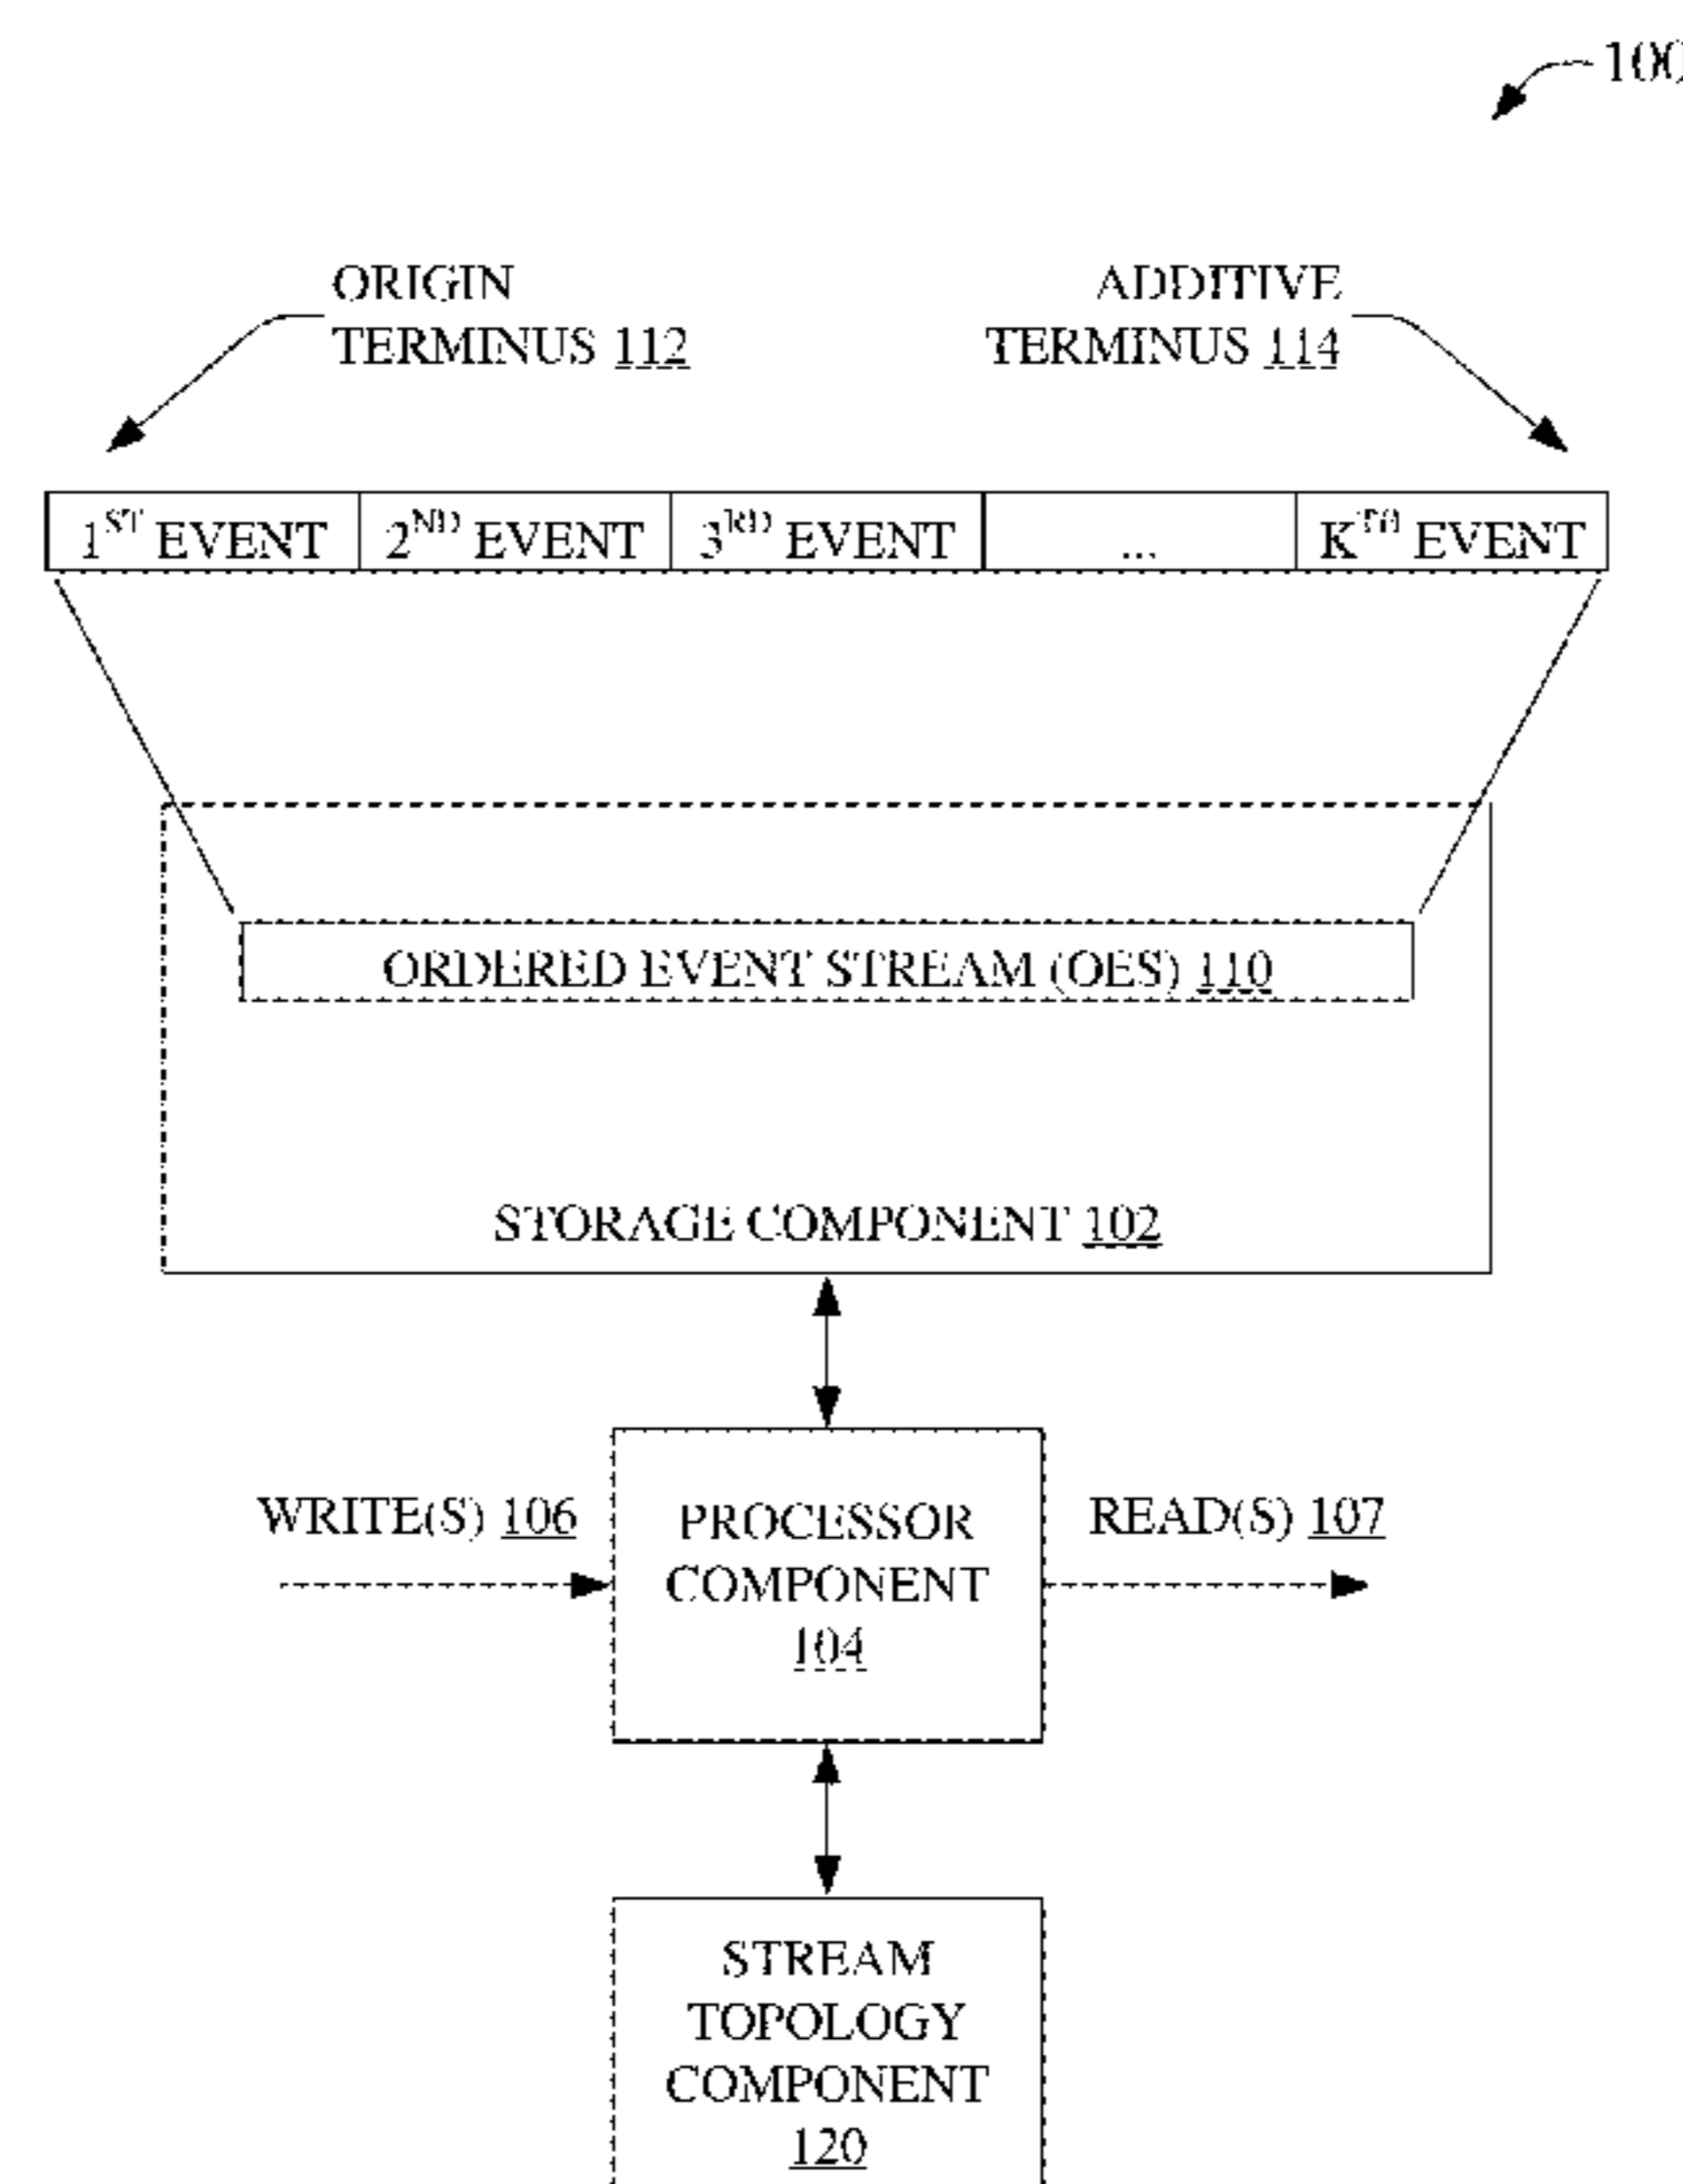 100
ORIGIN
TERMINUS 112
ADDITIVE
TERMINUS 114
1ST EVENT 2ND EVENT 3RD EVENT ... KTH EVENT
ORDERED EVENT STREAM (OES) 110
STORAGE COMPONENT 102
WRITE(S) 106
PROCESSOR
COMPONENT
104
READ(S) 107
STREAM
TOPOLOGY
COMPONENT
120